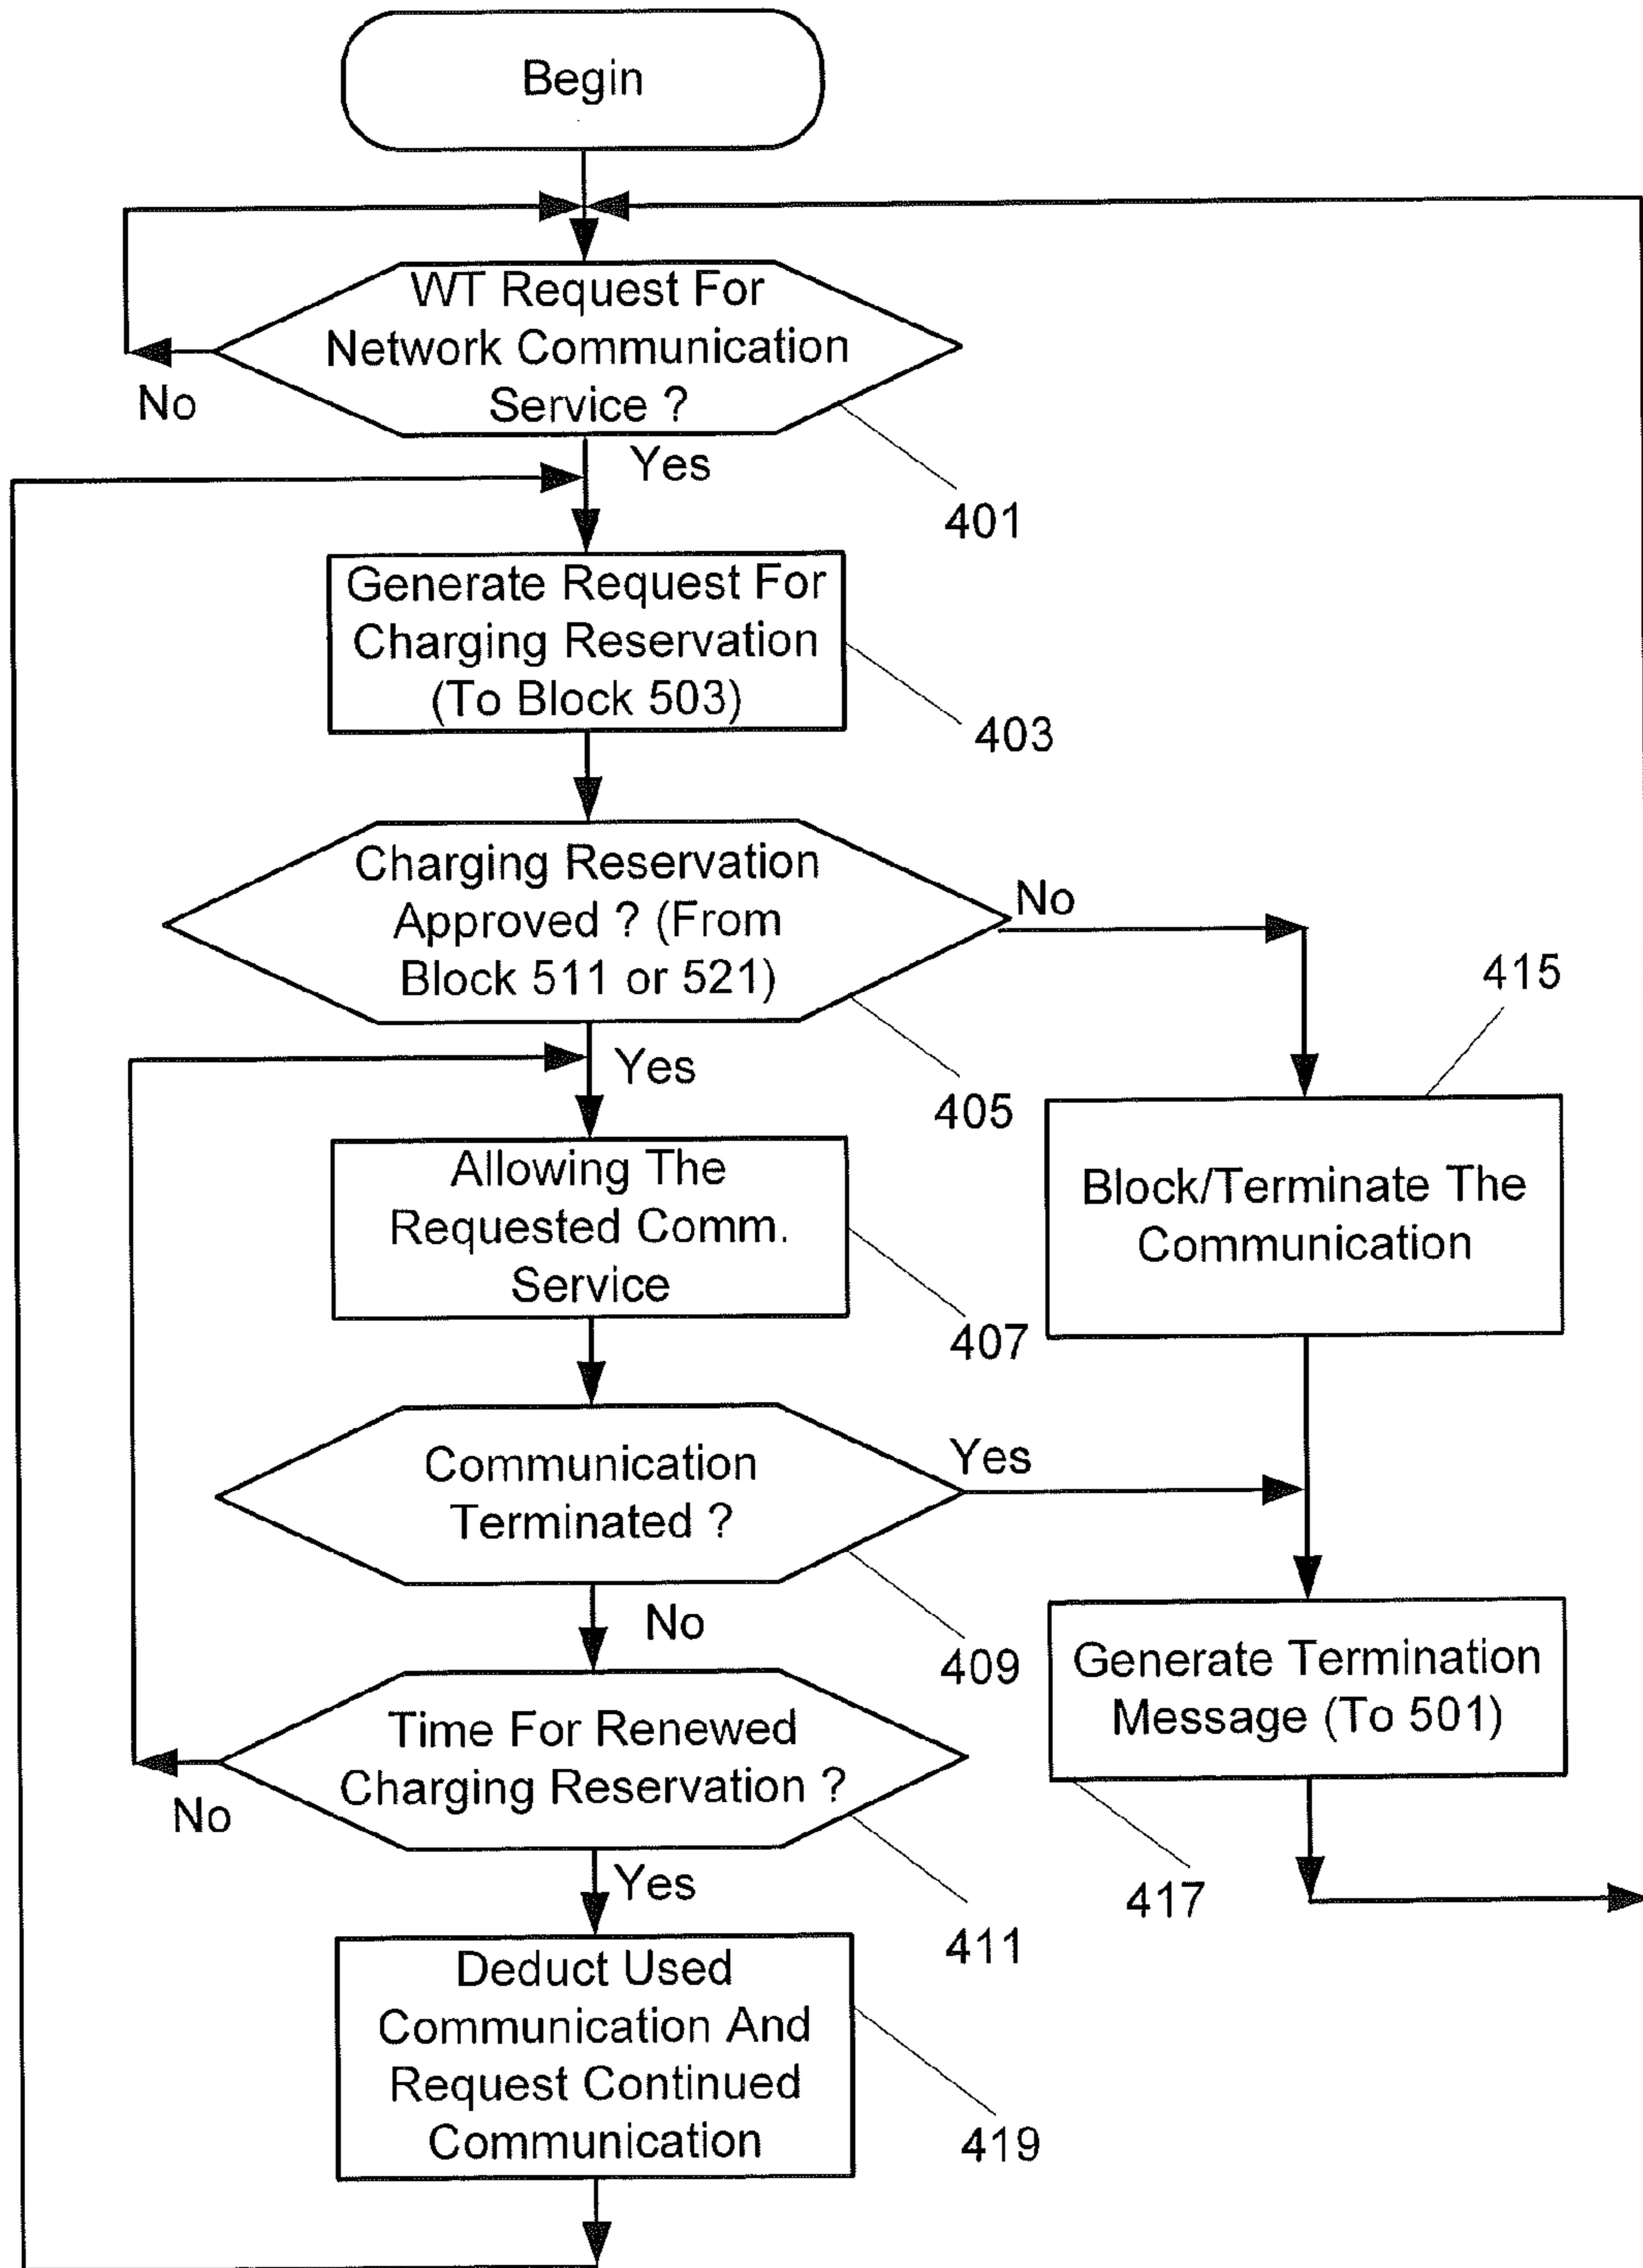 Begin
WT Request For
Network Communication
Service ?
No
Yes
401
Generate Request For
Charging Reservation
(To Block 503)
403
Charging Reservation
Approved ? (From
Block 511 or 521)
No
415
Yes
405
Allowing The
Requested Comm.
Service
407
Block/Terminate The
Communication
Communication
Terminated ?
Yes
No
409
Generate Termination
Message (To 501)
417
Time For Renewed
Charging Reservation ?
No
Yes
411
Deduct Used
Communication And
Request Continued
Communication
419